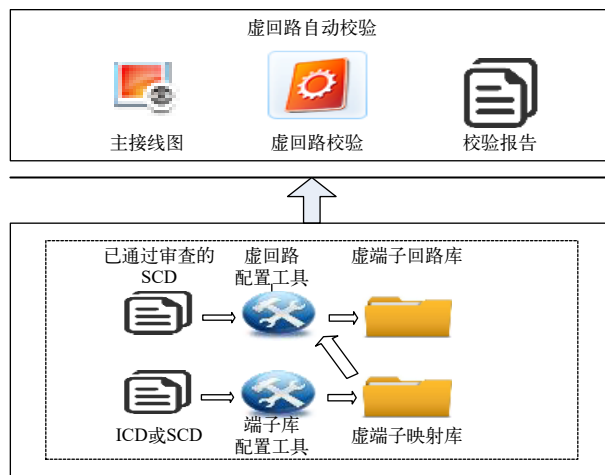 虚回路自动校验
主接线图
虚回路校验
校验报告
已通过审查的
SCD
虚回路
配置工具
虚端子回路库
ICD或SCD
端子库
配置工具
虚端子映射库